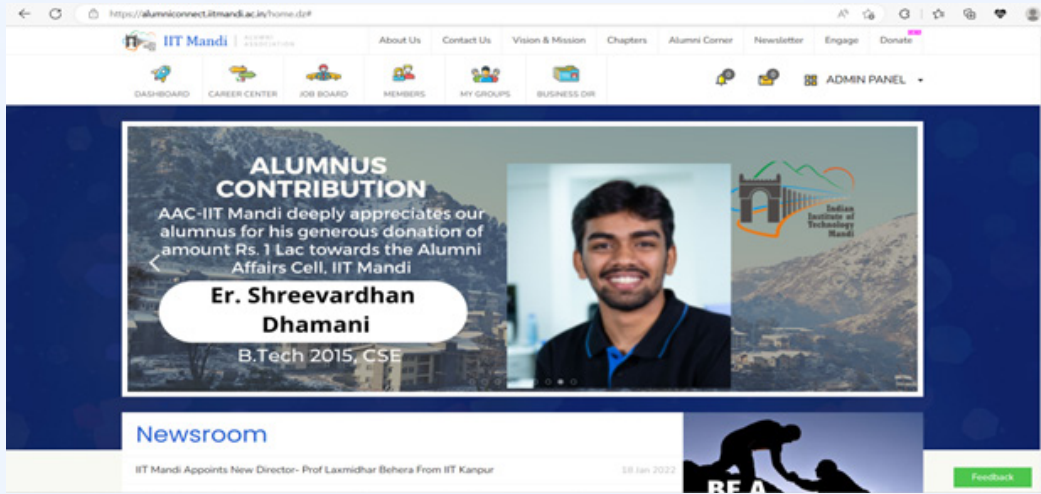 https://alumniconnect.iitmandi.ac.in/home.dz#
IIT Mandi | ALUMNI ASSOCIATION
About Us Contact Us Vision & Mission Chapters Alumni Corner Newsletter Engage Donate
DASHBOARD CAREER CENTER JOB BOARD MEMBERS MY GROUPS BUSINESS DIR
ADMIN PANEL
ALUMNUS
CONTRIBUTION
AAC-IIT Mandi deeply appreciates our
alumnus for his generous donation of
amount Rs. 1 Lac towards the Alumni
Affairs Cell, IIT Mandi
Er. Shreevardhan
Dhamani
B.Tech 2015, CSE
Indian
Institute of
Technology
Mandi
Newsroom
IIT Mandi Appoints New Director- Prof Laxmidhar Behera From IIT Kanpur 18 Jan 2022
BE A
Feedback